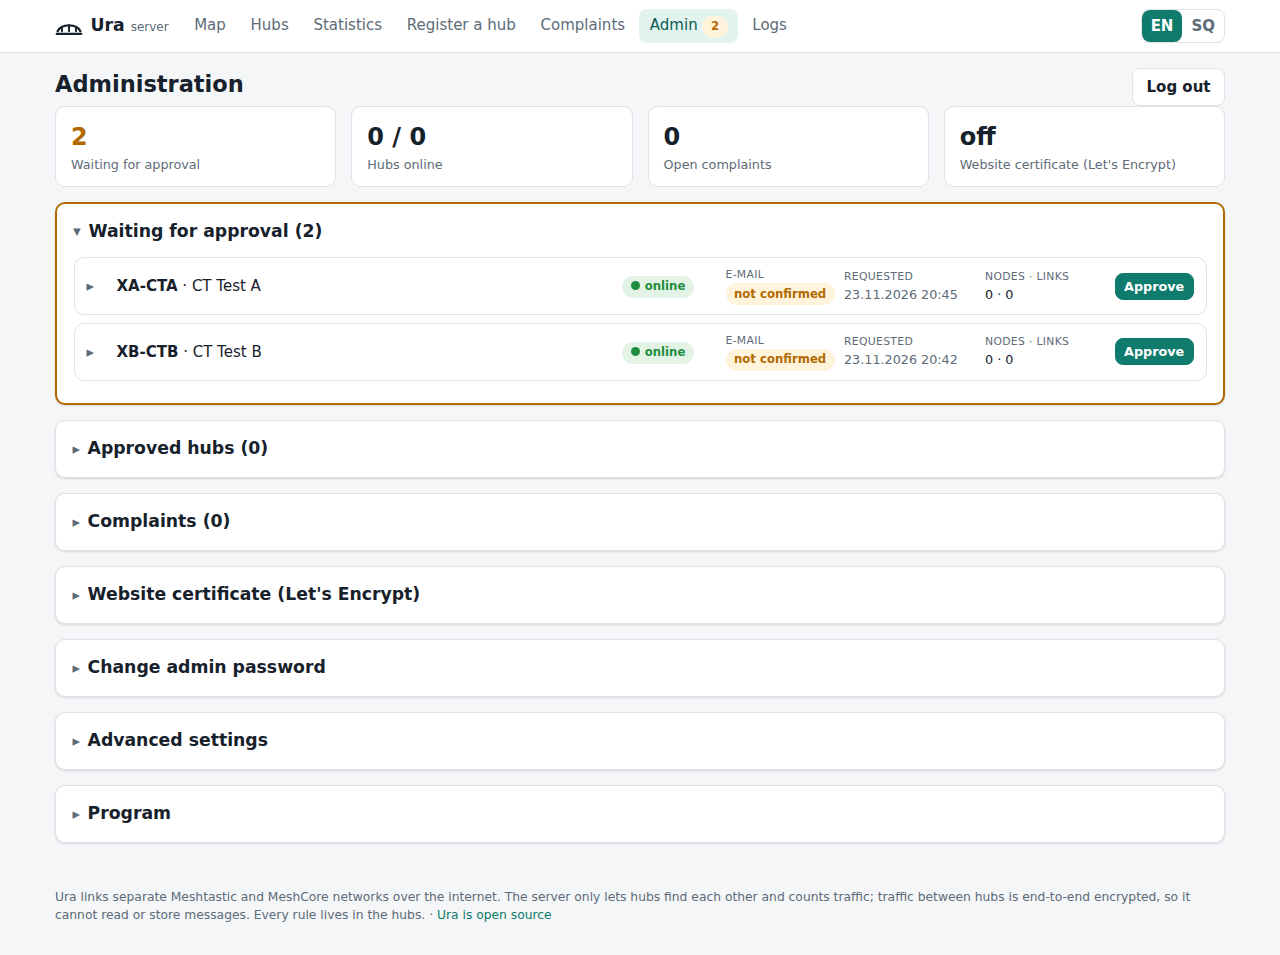 Ura server Map Hubs Statistics Register a hub Complaints Admin 2 Logs EN SQ
Administration Log out
2
Waiting for approval
0 / 0
Hubs online
0
Open complaints
off
Website certificate (Let's Encrypt)
▾ Waiting for approval (2)
▸ XA-CTA · CT Test A online E-MAIL not confirmed REQUESTED 23.11.2026 20:45 NODES · LINKS 0 · 0 Approve
▸ XB-CTB · CT Test B online E-MAIL not confirmed REQUESTED 23.11.2026 20:42 NODES · LINKS 0 · 0 Approve
▸ Approved hubs (0)
▸ Complaints (0)
▸ Website certificate (Let's Encrypt)
▸ Change admin password
▸ Advanced settings
▸ Program
Ura links separate Meshtastic and MeshCore networks over the internet. The server only lets hubs find each other and counts traffic; traffic between hubs is end-to-end encrypted, so it
cannot read or store messages. Every rule lives in the hubs. · Ura is open source